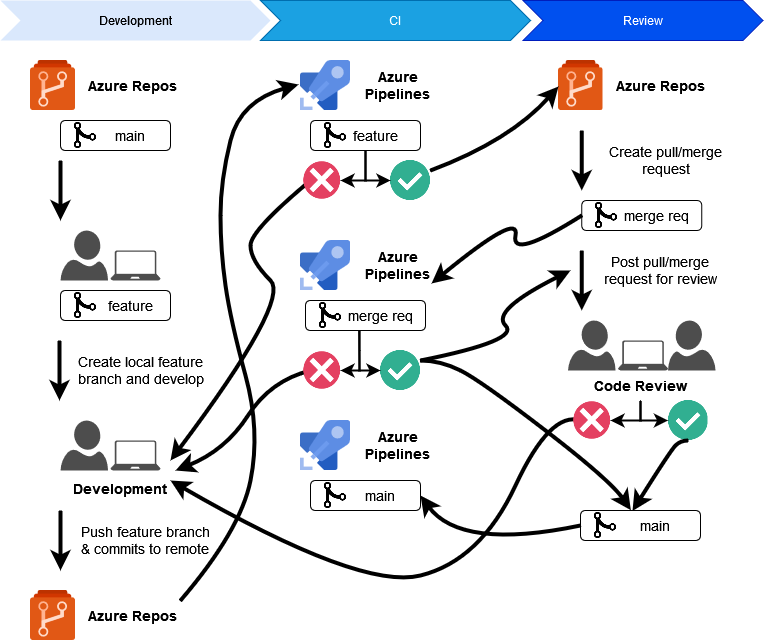 Development
CI
Review
Azure Repos
main
feature
Create local feature
branch and develop
Development
Push feature branch
& commits to remote
Azure Repos
Azure
Pipelines
feature
Azure
Pipelines
merge req
Azure
Pipelines
main
Azure Repos
Create pull/merge
request
merge req
Post pull/merge
request for review
Code Review
main